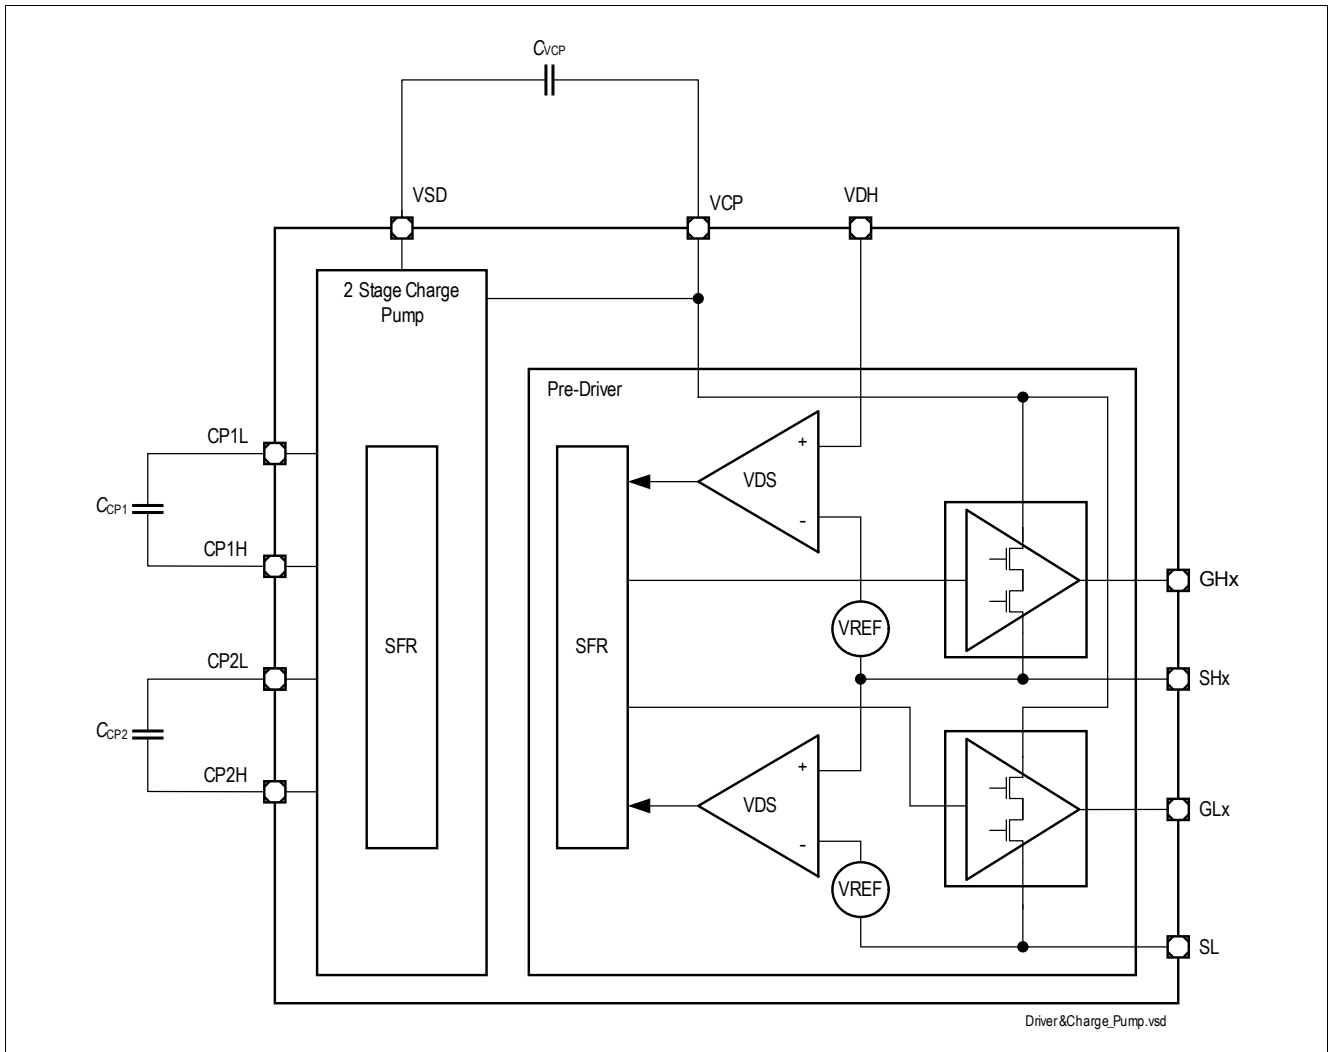 CVCP
VSD
VCP
VDH
2 Stage Charge
Pump
Pre-Driver
CP1L
CCP1
CP1H
CP2L
CCP2
CP2H
SFR
SFR
+
VDS
-
VREF
+
VDS
-
VREF
GHx
SHx
GLx
SL
Driver&Charge_Pump.vsd